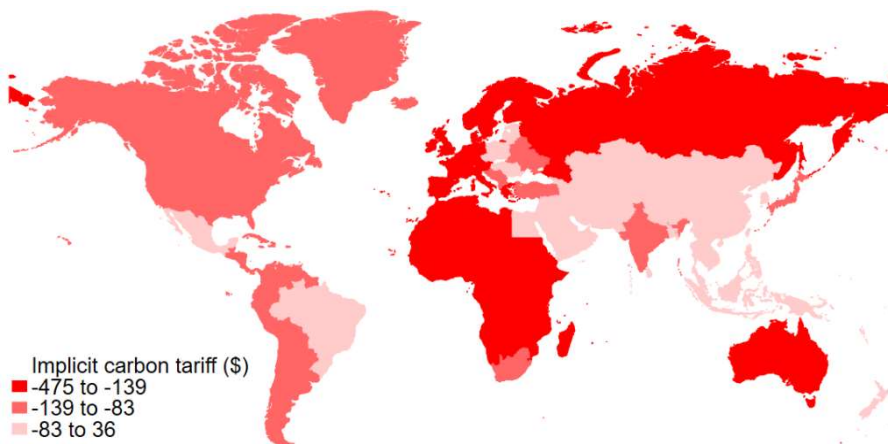 Implicit carbon tariff ($)
-475 to -139
-139 to -83
-83 to 36